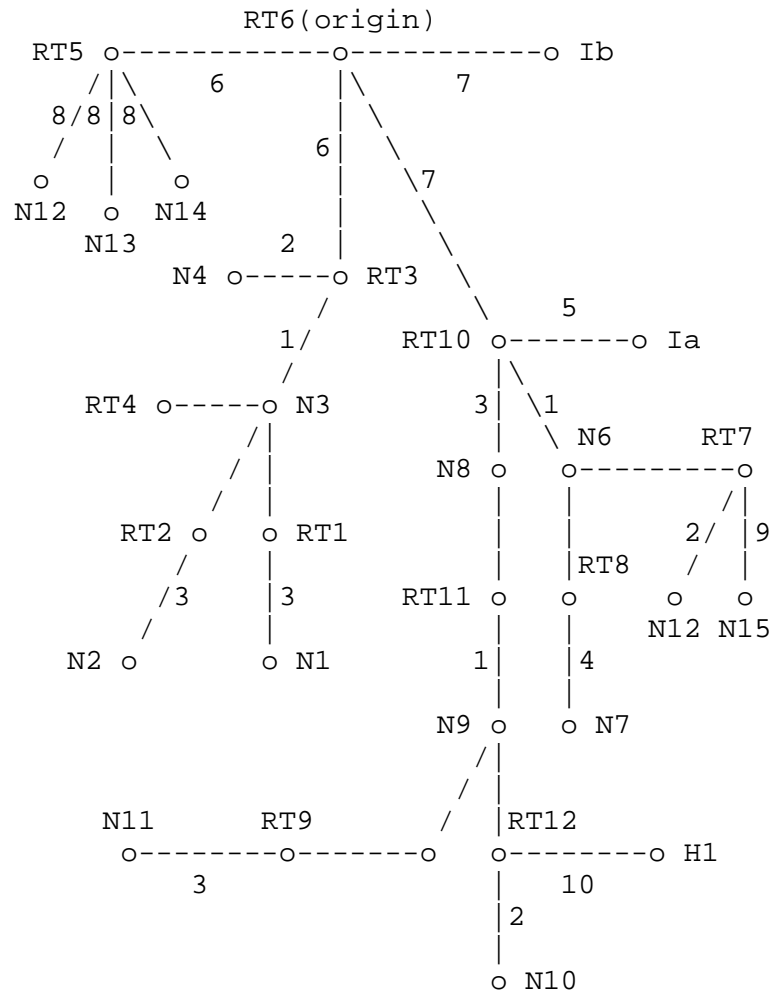 RT6(origin)
RT5 o------------o-----------o Ib
6 7
8/8|8\
6
7
o o
N12 o N14
N13 2
N4 o-----o RT3
5
1/ RT10 o-------o Ia
RT4 o-----o N3 3 1
N6 RT7
N8 o o--------o
RT2 o o RT1 2/ |9
RT8
/3 |3 RT11 o o o o
N12 N15
N2 o o N1 1 4
N9 o o N7
N11 RT9 RT12
o--------o-------o o--------o H1
3 10
2
o N10